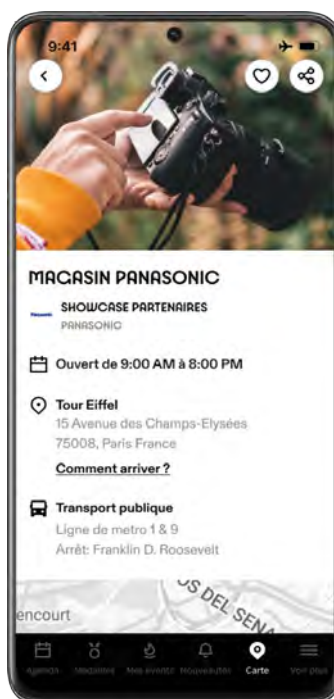 9:41
MAGASIN PANASONIC
Panasonic
SHOWCASE PARTENAIRES
PANASONIC
Ouvert de 9:00 AM à 8:00 PM
Tour Eiffel
15 Avenue des Champs-Elysées
75008, Paris France
Comment arriver ?
Transport publique
Ligne de metro 1 & 9
Arrêt: Franklin D. Roosevelt
OS DEL SENA
encourt
Agenda Médailles Mes events Nouveautés Carte Voir plus